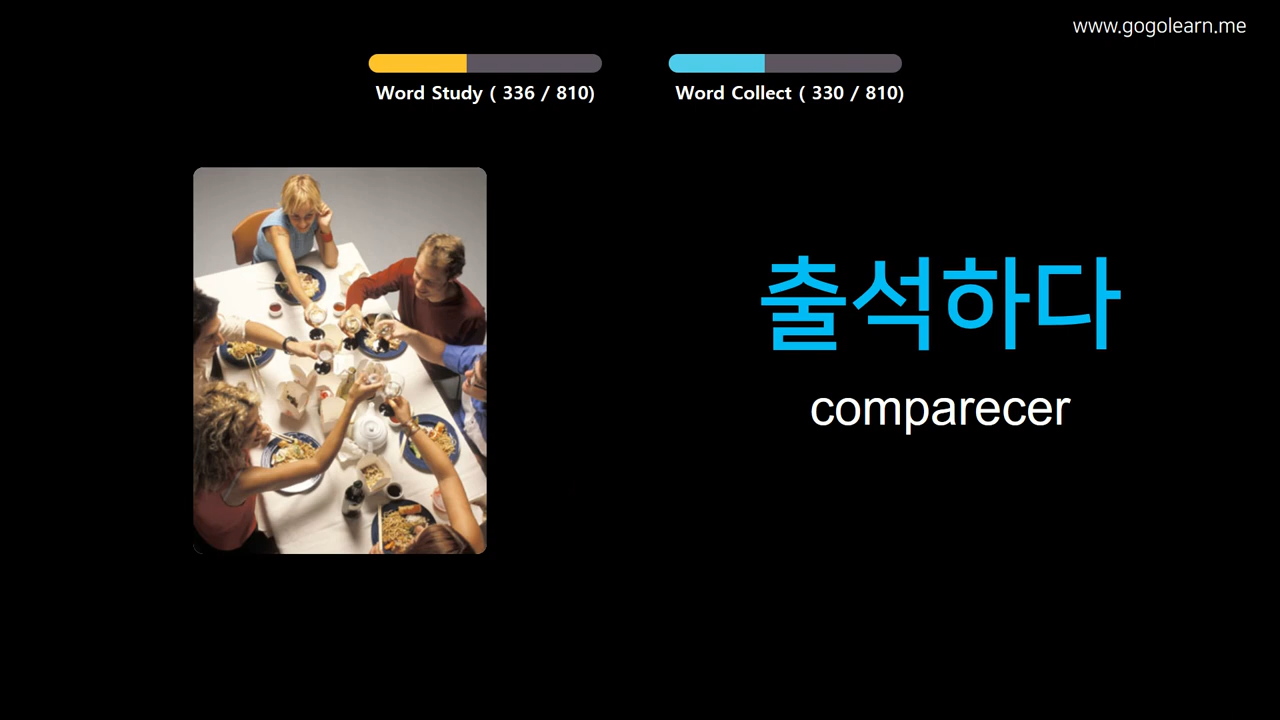 www.gogolearn.me
Word Study ( 336 / 810)
Word Collect ( 330 / 810)
출석하다
comparecer